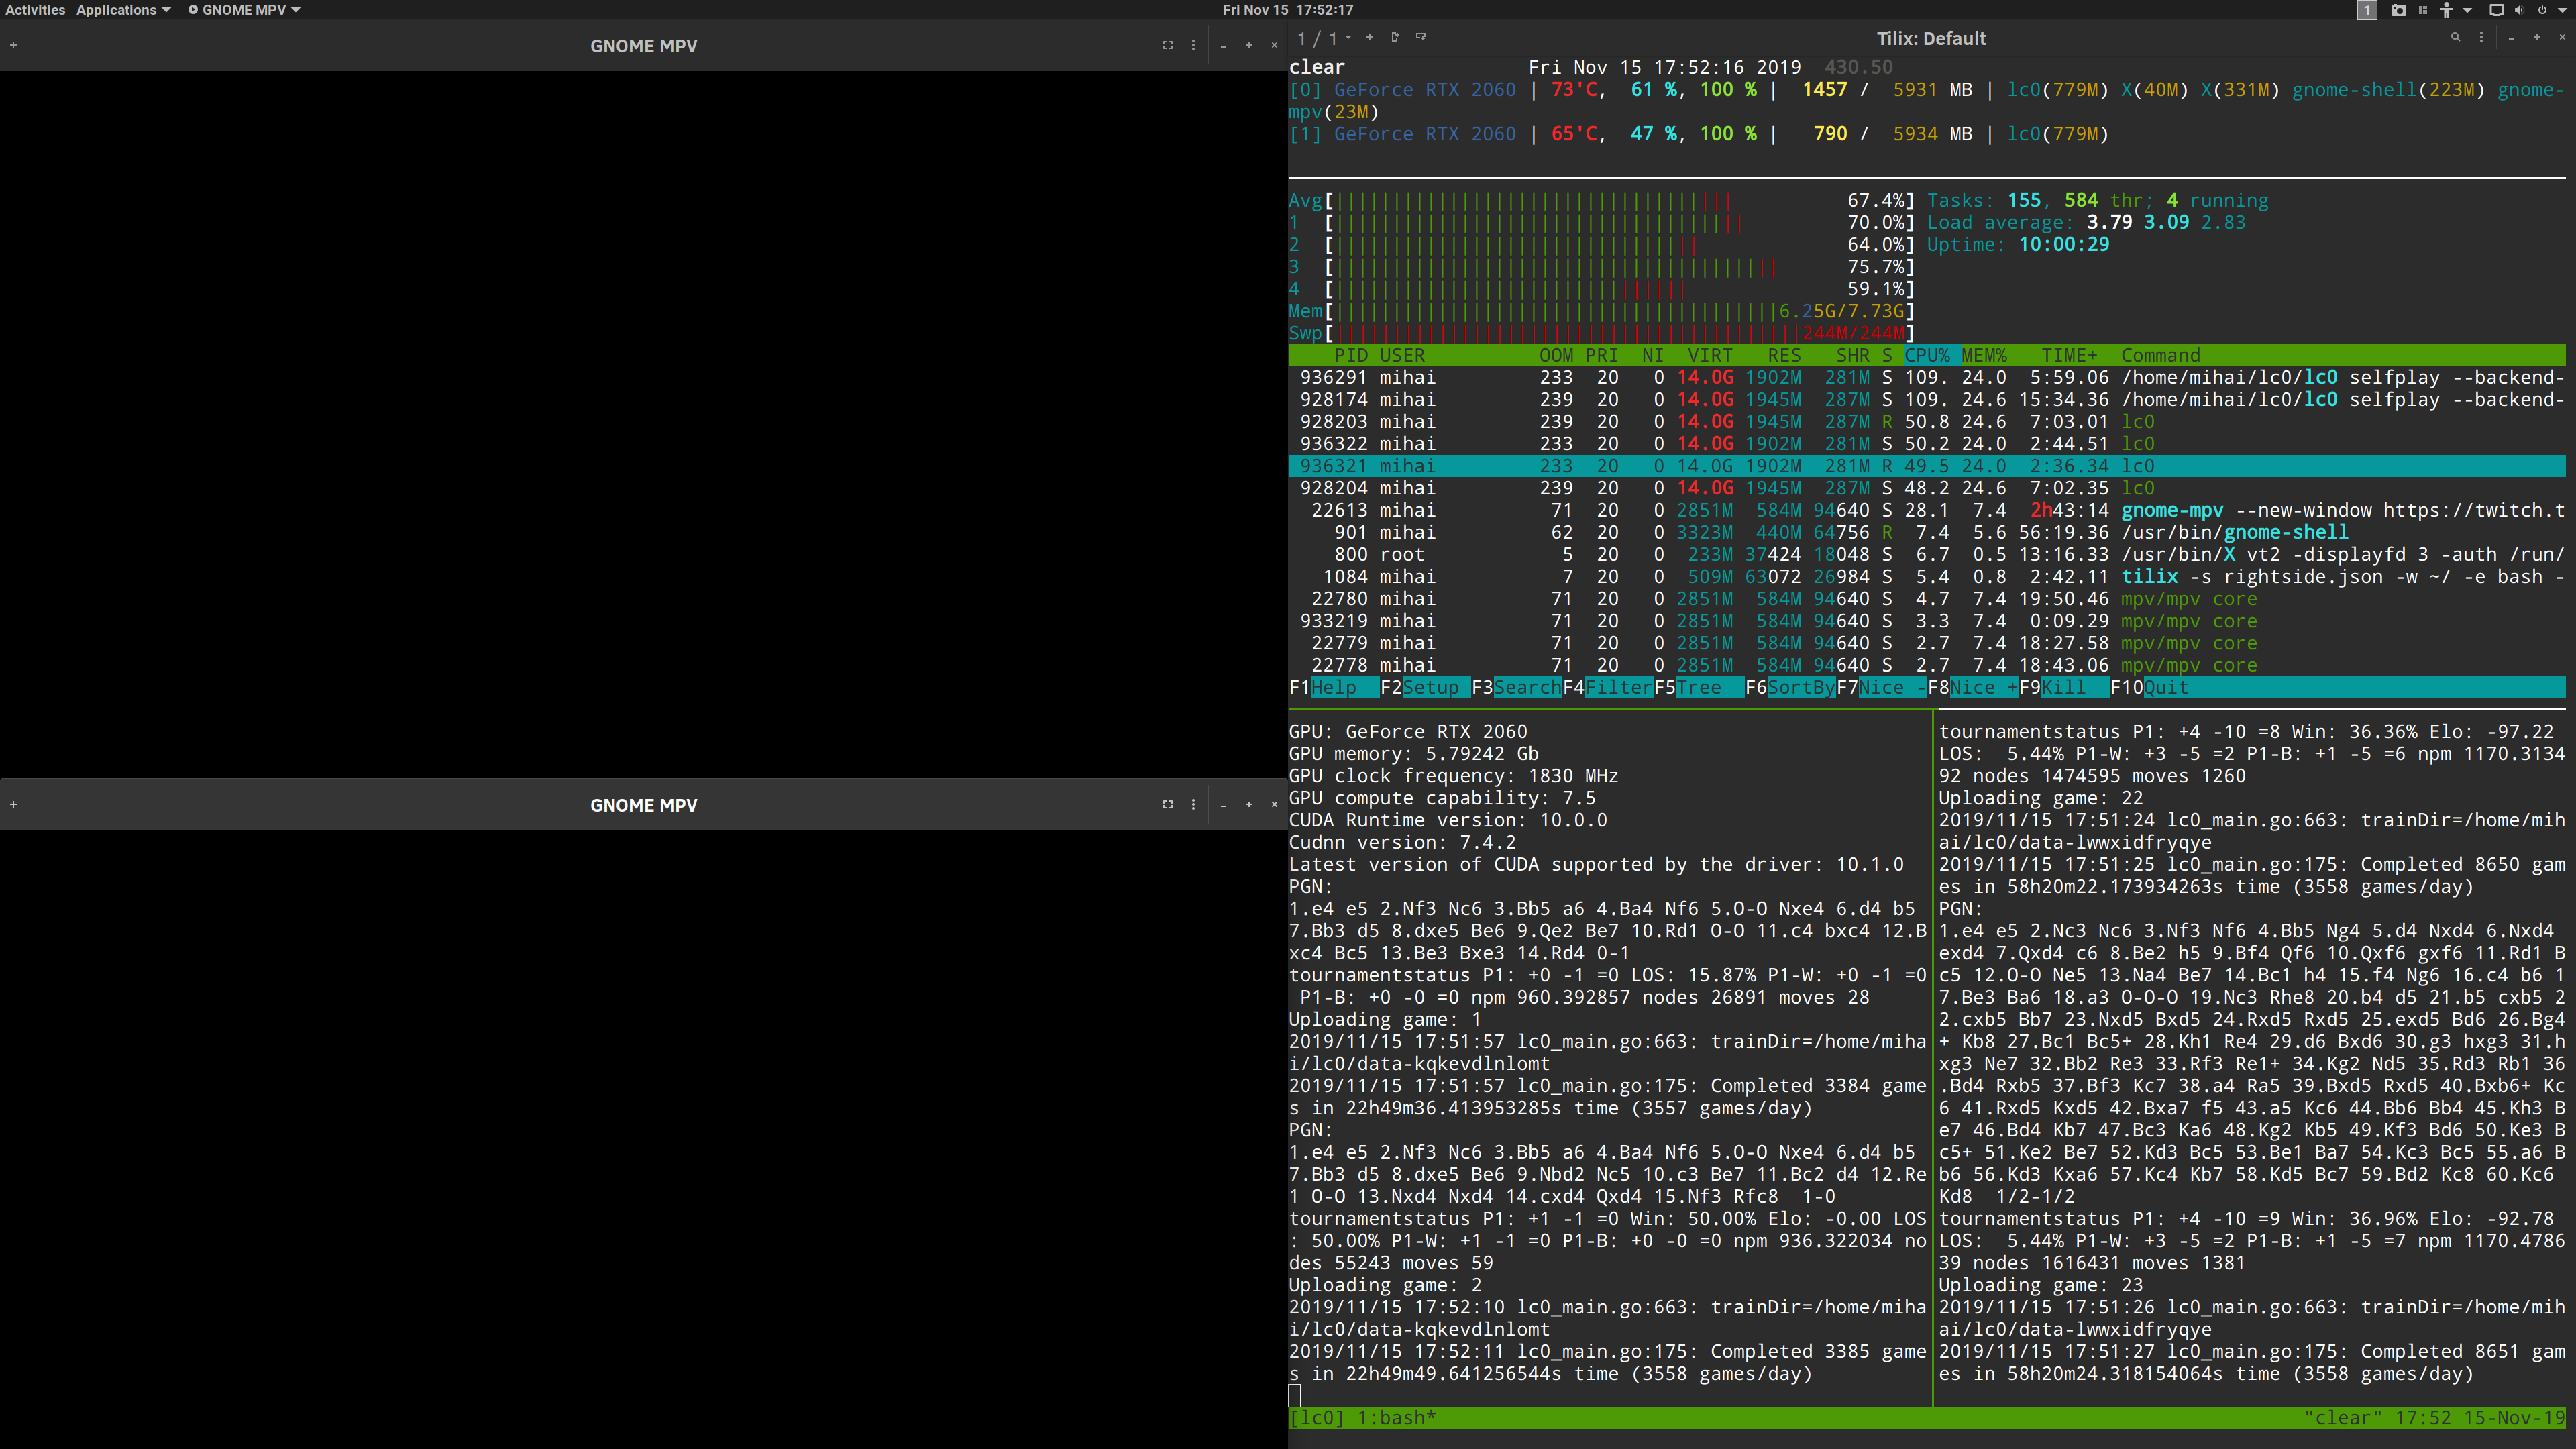 Activities Applications GNOME MPV Fri Nov 15 17:52:17 1
GNOME MPV
GNOME MPV
1 / 1 Tilix: Default
clear Fri Nov 15 17:52:16 2019 430.50
[0] GeForce RTX 2060 | 73'C, 61 %, 100 % | 1457 / 5931 MB | lc0(779M) X(40M) X(331M) gnome-shell(223M) gnome-
mpv(23M)
[1] GeForce RTX 2060 | 65'C, 47 %, 100 % | 790 / 5934 MB | lc0(779M)
Avg[ 67.4%] Tasks: 155, 584 thr; 4 running
1 [ 70.0%] Load average: 3.79 3.09 2.83
2 [ 64.0%] Uptime: 10:00:29
3 [ 75.7%]
4 [ 59.1%]
Mem[ 6.25G/7.73G]
Swp[ 244M/244M]
PID USER OOM PRI NI VIRT RES SHR S CPU% MEM% TIME+ Command
936291 mihai 233 20 0 14.0G 1902M 281M S 109. 24.0 5:59.06 /home/mihai/lc0/lc0 selfplay --backend-
928174 mihai 239 20 0 14.0G 1945M 287M S 109. 24.6 15:34.36 /home/mihai/lc0/lc0 selfplay --backend-
928203 mihai 239 20 0 14.0G 1945M 287M R 50.8 24.6 7:03.01 lc0
936322 mihai 233 20 0 14.0G 1902M 281M S 50.2 24.0 2:44.51 lc0
936321 mihai 233 20 0 14.0G 1902M 281M R 49.5 24.0 2:36.34 lc0
928204 mihai 239 20 0 14.0G 1945M 287M S 48.2 24.6 7:02.35 lc0
22613 mihai 71 20 0 2851M 584M 94640 S 28.1 7.4 2h43:14 gnome-mpv --new-window https://twitch.t
901 mihai 62 20 0 3323M 440M 64756 R 7.4 5.6 56:19.36 /usr/bin/gnome-shell
800 root 5 20 0 233M 37424 18048 S 6.7 0.5 13:16.33 /usr/bin/X vt2 -displayfd 3 -auth /run/
1084 mihai 7 20 0 509M 63072 26984 S 5.4 0.8 2:42.11 tilix -s rightside.json -w ~/ -e bash -
22780 mihai 71 20 0 2851M 584M 94640 S 4.7 7.4 19:50.46 mpv/mpv core
933219 mihai 71 20 0 2851M 584M 94640 S 3.3 7.4 0:09.29 mpv/mpv core
22779 mihai 71 20 0 2851M 584M 94640 S 2.7 7.4 18:27.58 mpv/mpv core
22778 mihai 71 20 0 2851M 584M 94640 S 2.7 7.4 18:43.06 mpv/mpv core
F1Help F2Setup F3SearchF4FilterF5Tree F6SortByF7Nice -F8Nice +F9Kill F10Quit
GPU: GeForce RTX 2060
GPU memory: 5.79242 Gb
GPU clock frequency: 1830 MHz
GPU compute capability: 7.5
CUDA Runtime version: 10.0.0
Cudnn version: 7.4.2
Latest version of CUDA supported by the driver: 10.1.0
PGN:
1.e4 e5 2.Nf3 Nc6 3.Bb5 a6 4.Ba4 Nf6 5.O-O Nxe4 6.d4 b5
7.Bb3 d5 8.dxe5 Be6 9.Qe2 Be7 10.Rd1 O-O 11.c4 bxc4 12.B
xc4 Bc5 13.Be3 Bxe3 14.Rd4 0-1
tournamentstatus P1: +0 -1 =0 LOS: 15.87% P1-W: +0 -1 =0
P1-B: +0 -0 =0 npm 960.392857 nodes 26891 moves 28
Uploading game: 1
2019/11/15 17:51:57 lc0_main.go:663: trainDir=/home/miha
i/lc0/data-kqkevdlnlomt
2019/11/15 17:51:57 lc0_main.go:175: Completed 3384 game
s in 22h49m36.413953285s time (3557 games/day)
PGN:
1.e4 e5 2.Nf3 Nc6 3.Bb5 a6 4.Ba4 Nf6 5.O-O Nxe4 6.d4 b5
7.Bb3 d5 8.dxe5 Be6 9.Nbd2 Nc5 10.c3 Be7 11.Bc2 d4 12.Re
1 O-O 13.Nxd4 Nxd4 14.cxd4 Qxd4 15.Nf3 Rfc8 1-0
tournamentstatus P1: +1 -1 =0 Win: 50.00% Elo: -0.00 LOS
: 50.00% P1-W: +1 -1 =0 P1-B: +0 -0 =0 npm 936.322034 no
des 55243 moves 59
Uploading game: 2
2019/11/15 17:52:10 lc0_main.go:663: trainDir=/home/miha
i/lc0/data-kqkevdlnlomt
2019/11/15 17:52:11 lc0_main.go:175: Completed 3385 game
s in 22h49m49.641256544s time (3558 games/day)
tournamentstatus P1: +4 -10 =8 Win: 36.36% Elo: -97.22
LOS: 5.44% P1-W: +3 -5 =2 P1-B: +1 -5 =6 npm 1170.3134
92 nodes 1474595 moves 1260
Uploading game: 22
2019/11/15 17:51:24 lc0_main.go:663: trainDir=/home/mih
ai/lc0/data-lwwxidfryqye
2019/11/15 17:51:25 lc0_main.go:175: Completed 8650 gam
es in 58h20m22.173934263s time (3558 games/day)
PGN:
1.e4 e5 2.Nc3 Nc6 3.Nf3 Nf6 4.Bb5 Ng4 5.d4 Nxd4 6.Nxd4
exd4 7.Qxd4 c6 8.Be2 h5 9.Bf4 Qf6 10.Qxf6 gxf6 11.Rd1 B
c5 12.O-O Ne5 13.Na4 Be7 14.Bc1 h4 15.f4 Ng6 16.c4 b6 1
7.Be3 Ba6 18.a3 O-O-O 19.Nc3 Rhe8 20.b4 d5 21.b5 cxb5 2
2.cxb5 Bb7 23.Nxd5 Bxd5 24.Rxd5 Rxd5 25.exd5 Bd6 26.Bg4
+ Kb8 27.Bc1 Bc5+ 28.Kh1 Re4 29.d6 Bxd6 30.g3 hxg3 31.h
xg3 Ne7 32.Bb2 Re3 33.Rf3 Re1+ 34.Kg2 Nd5 35.Rd3 Rb1 36
.Bd4 Rxb5 37.Bf3 Kc7 38.a4 Ra5 39.Bxd5 Rxd5 40.Bxb6+ Kc
6 41.Rxd5 Kxd5 42.Bxa7 f5 43.a5 Kc6 44.Bb6 Bb4 45.Kh3 B
e7 46.Bd4 Kb7 47.Bc3 Ka6 48.Kg2 Kb5 49.Kf3 Bd6 50.Ke3 B
c5+ 51.Ke2 Be7 52.Kd3 Bc5 53.Be1 Ba7 54.Kc3 Bc5 55.a6 B
b6 56.Kd3 Kxa6 57.Kc4 Kb7 58.Kd5 Bc7 59.Bd2 Kc8 60.Kc6
Kd8 1/2-1/2
tournamentstatus P1: +4 -10 =9 Win: 36.96% Elo: -92.78
LOS: 5.44% P1-W: +3 -5 =2 P1-B: +1 -5 =7 npm 1170.4786
39 nodes 1616431 moves 1381
Uploading game: 23
2019/11/15 17:51:26 lc0_main.go:663: trainDir=/home/mih
ai/lc0/data-lwwxidfryqye
2019/11/15 17:51:27 lc0_main.go:175: Completed 8651 gam
es in 58h20m24.318154064s time (3558 games/day)
[lc0] 1:bash* "clear" 17:52 15-Nov-19